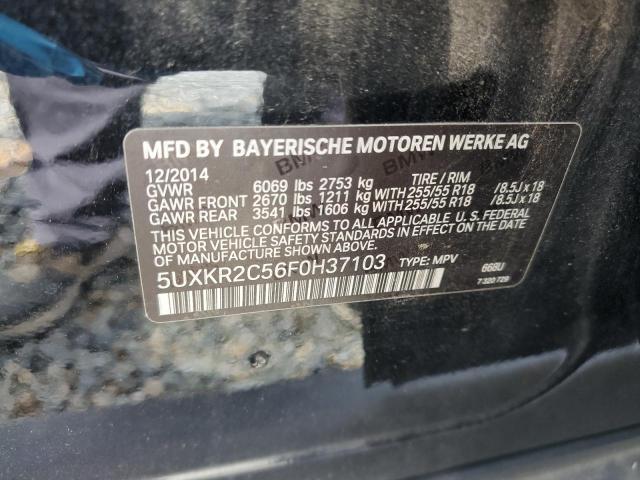 MFD BY BAYERISCHE MOTOREN WERKE AG
12/2014 TIRE / RIM
GVWR 6069 lbs 2753 kg
GAWR FRONT 2670 lbs 1211 kg WITH 255/55 R18 /8.5J x 18
GAWR REAR 3541 lbs 1606 kg WITH 255/55 R18 /8.5J x 18
THIS VEHICLE CONFORMS TO ALL APPLICABLE U.S. FEDERAL
MOTOR VEHICLE SAFETY STANDARDS IN EFFECT ON THE DATE
OF MANUFACTURE SHOWN ABOVE.
5UXKR2C56F0H37103 TYPE: MPV 668U
7320729